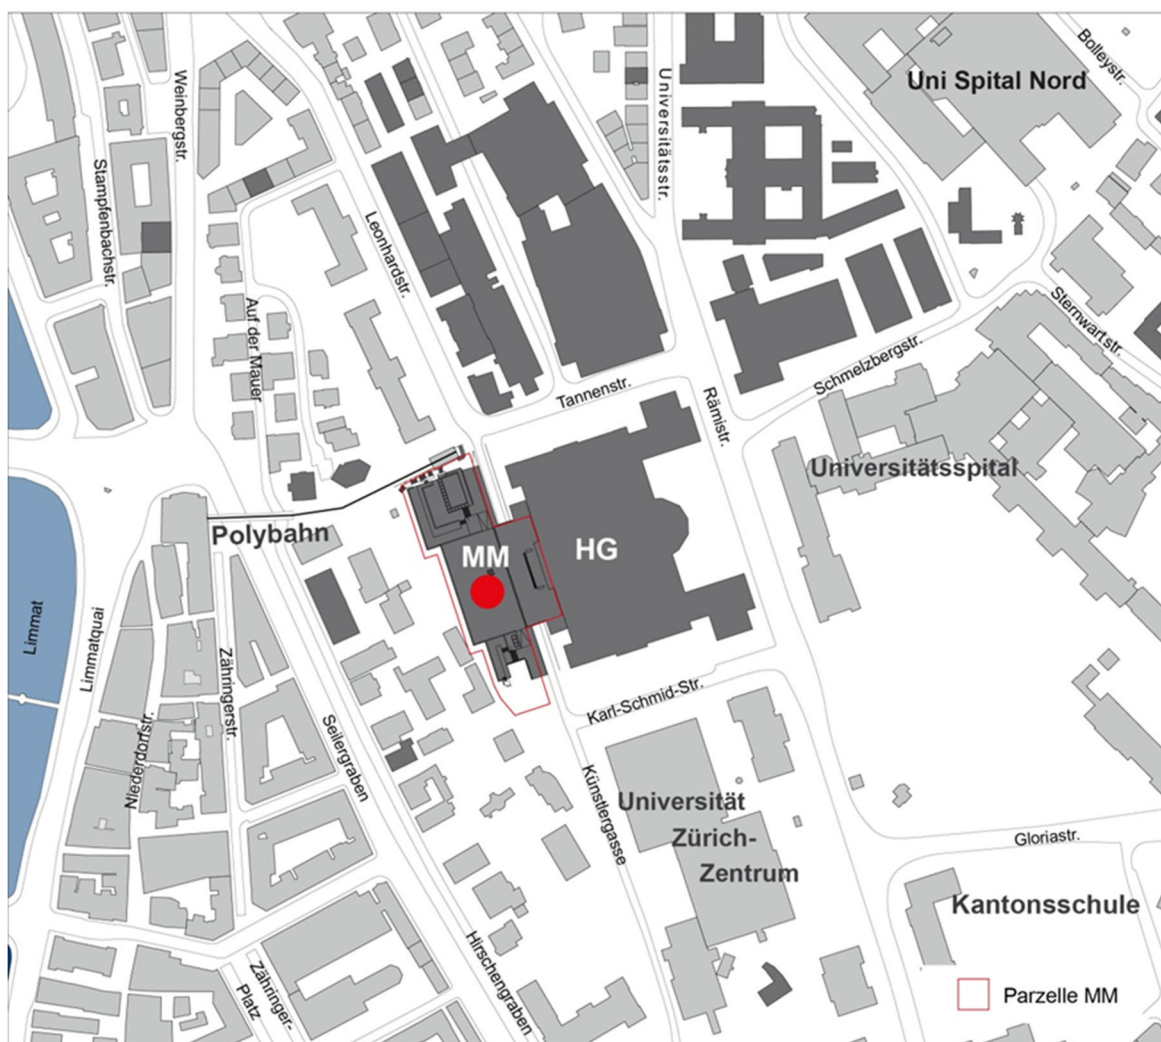 Bolleystr.
Uni Spital Nord
Weinbergstr.
Universitätsstr.
Stampfenbachstr.
Leonhardstr.
Auf der Mauer
Sternwartstr.
Schmelzbergstr.
Tannenstr.
Rämistr.
Universitätsspital
Polybahn
MM
HG
Limmat
Limmatquai
Zähringerstr.
Niederdorfstr.
Seilergraben
Karl-Schmid-Str.
Künstlergasse
Universität
Zürich-
Zentrum
Gloriastr.
Kantonsschule
Hirschengraben
Zähringer-
Platz
Parzelle MM